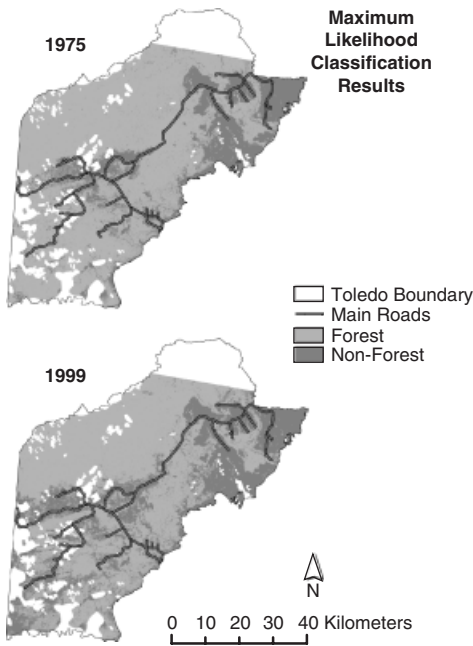 1975
Maximum
Likelihood
Classification
Results
Toledo Boundary
Main Roads
Forest
Non-Forest
1999
N
0 10 20 30 40 Kilometers